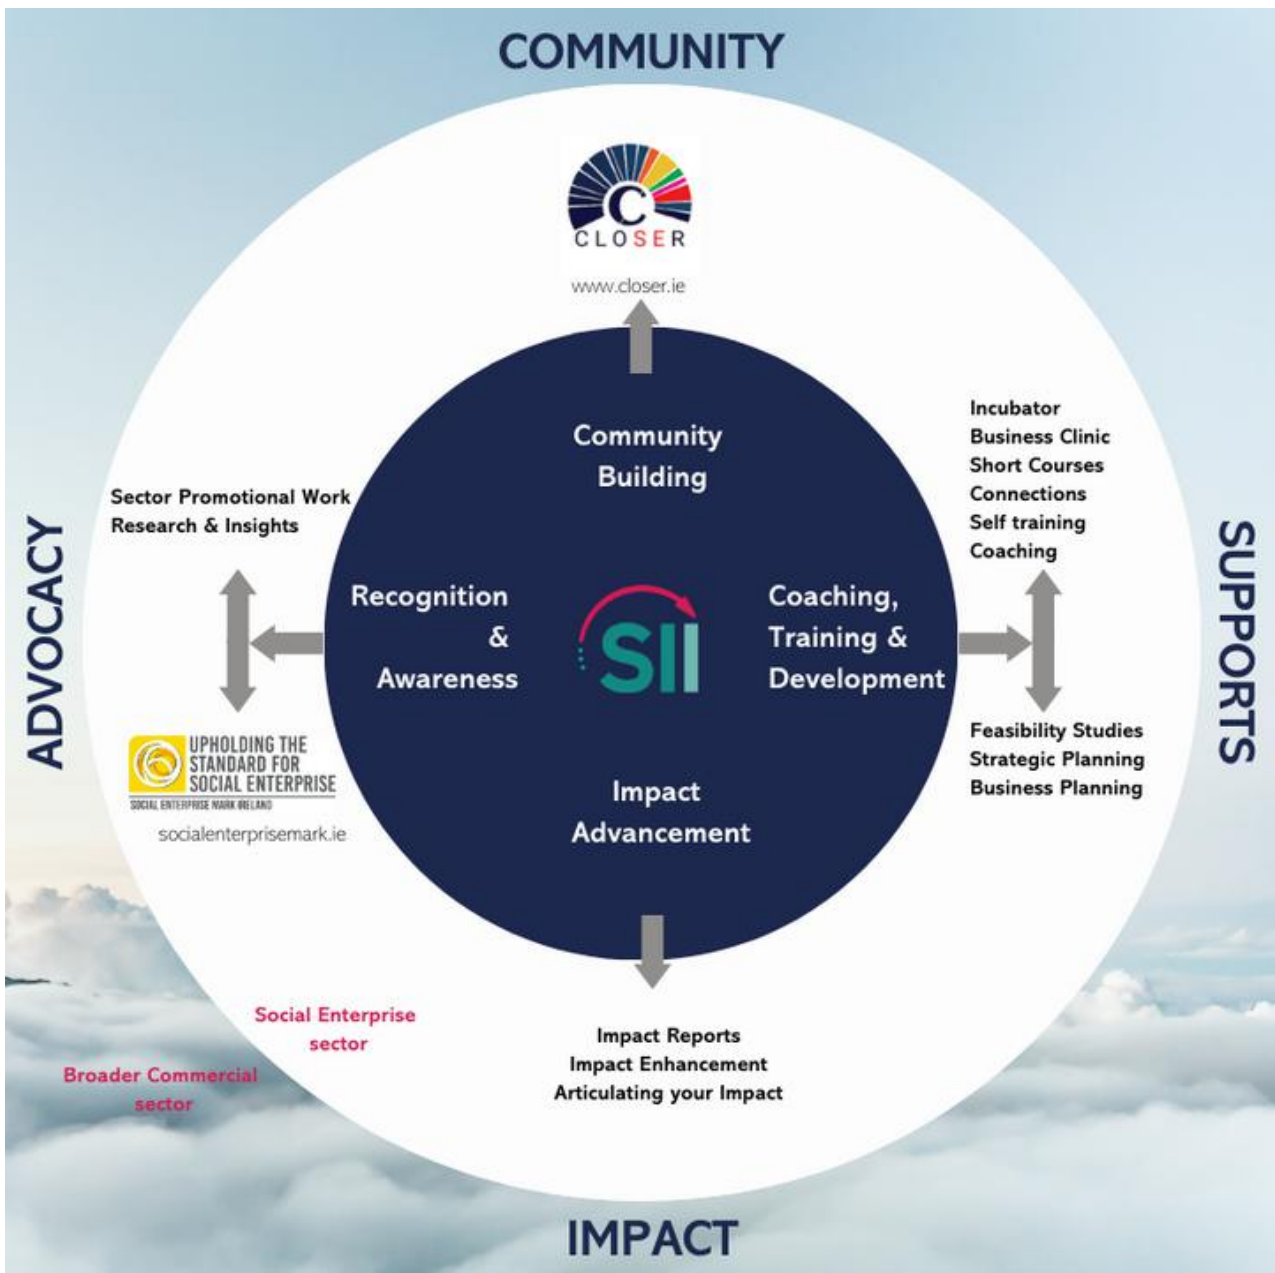 COMMUNITY
C
CLOSER
www.closer.ie
Community
Building
Incubator
Business Clinic
Short Courses
Connections
Self training
Coaching
Sector Promotional Work
Research & Insights
ADVOCACY
Recognition
&
Awareness
SII
Coaching,
Training &
Development
SUPPORTS
UPHOLDING THE
STANDARD FOR
SOCIAL ENTERPRISE
SOCIAL ENTERPRISE MARK IRELAND
socialenterprisemark.ie
Feasibility Studies
Strategic Planning
Business Planning
Impact
Advancement
Social Enterprise
sector
Broader Commercial
sector
Impact Reports
Impact Enhancement
Articulating your Impact
IMPACT